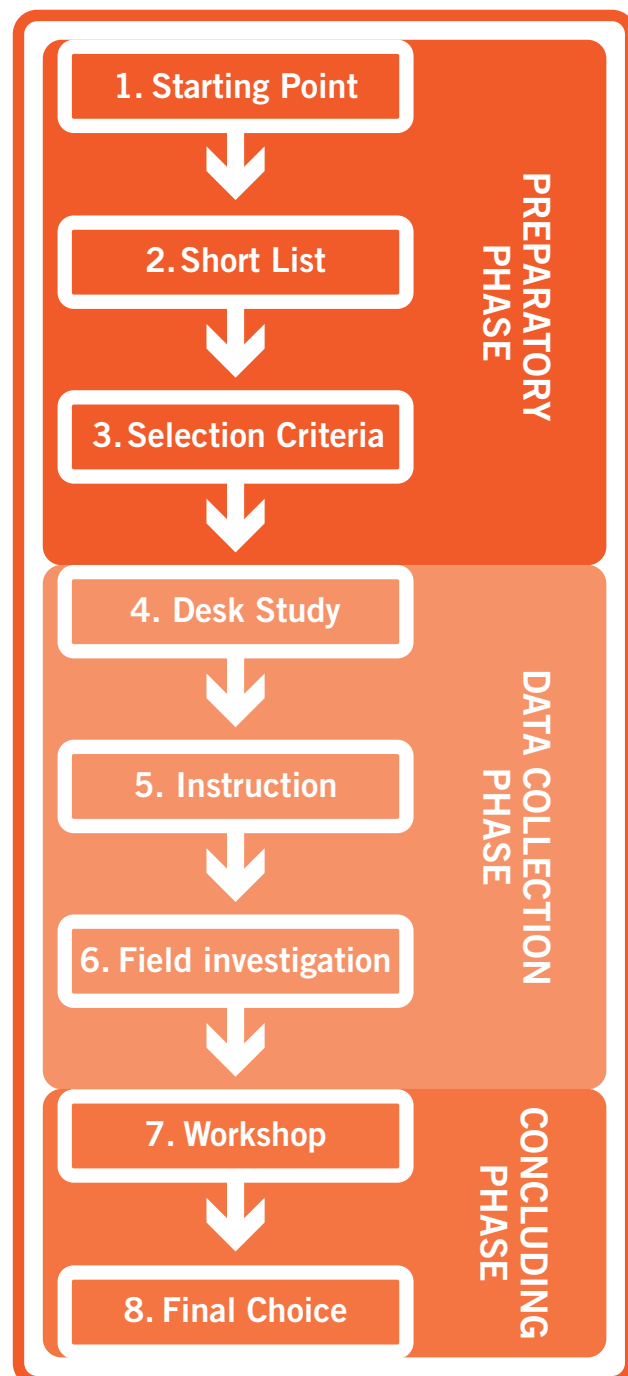 1. Starting Point
2. Short List
3. Selection Criteria
PREPARATORY
PHASE
4. Desk Study
5. Instruction
6. Field investigation
DATA COLLECTION
PHASE
7. Workshop
8. Final Choice
CONCLUDING
PHASE